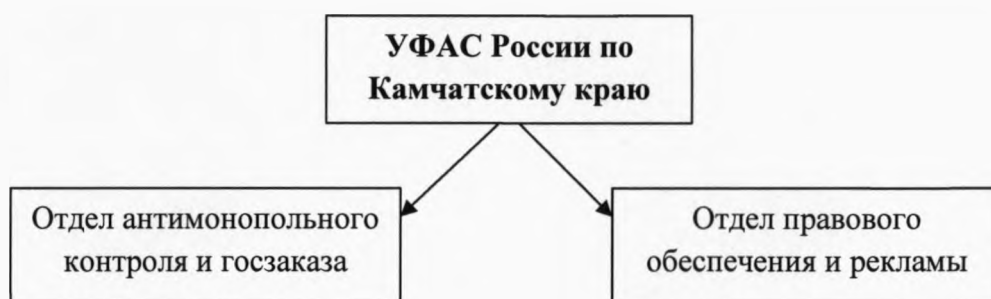 УФАС России по
Камчатскому краю
Отдел антимонопольного
контроля и госзаказа
Отдел правового
обеспечения и рекламы